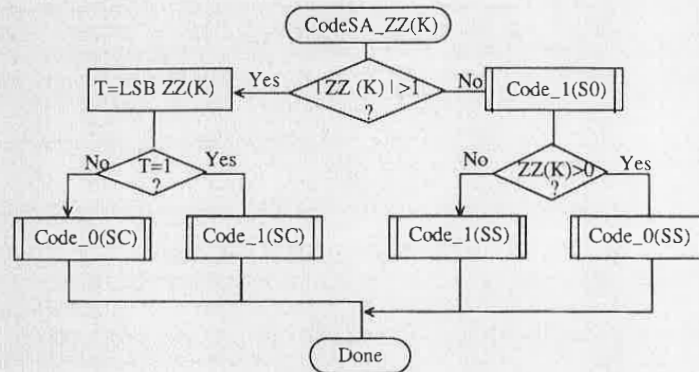 CodeSA_ZZ(K)
Yes
|ZZ (K)| >1
?
No
T=LSB ZZ(K)
Code_1(S0)
No
T=1
?
Yes
No
ZZ(K)>0
?
Yes
Code_0(SC)
Code_1(SC)
Code_1(SS)
Code_0(SS)
Done